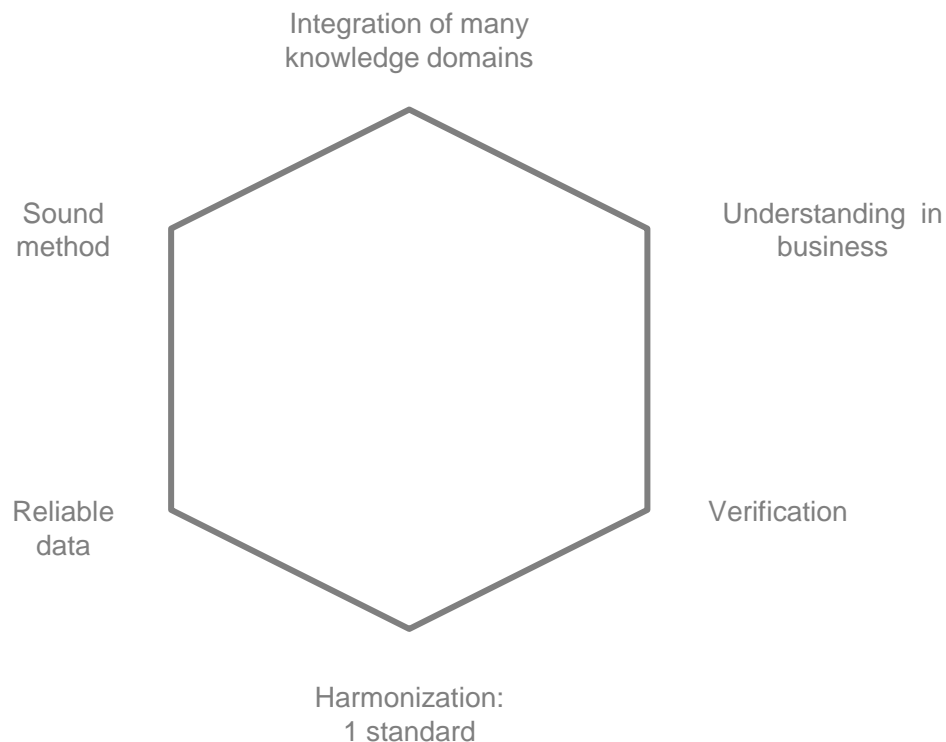 Integration of many
knowledge domains
Sound
method
Understanding in
business
Reliable
data
Verification
Harmonization:
1 standard